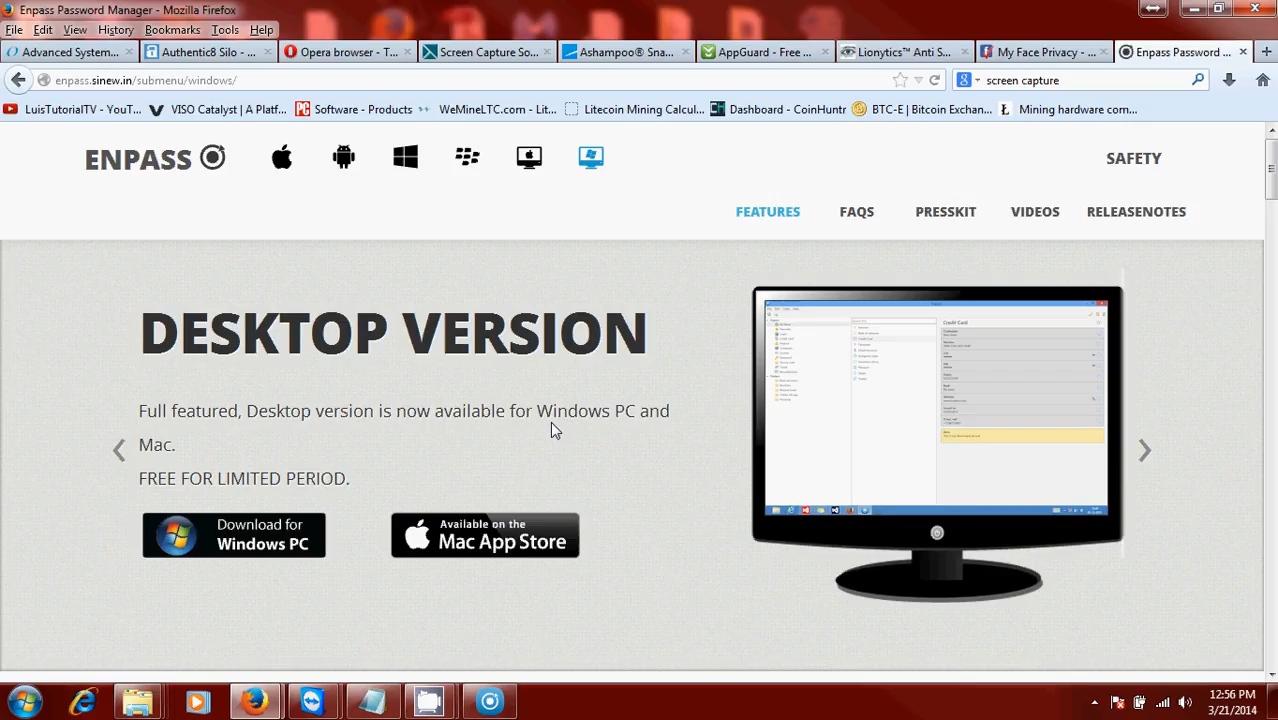 Enpass Password Manager - Mozilla Firefox
File Edit View History Bookmarks Tools Help
Advanced System... Authentic8 Silo - ... Opera browser - T... Screen Capture So... Ashampoo® Sna... AppGuard - Free ... Lionytics™ Anti S... My Face Privacy - ... Enpass Password ...
enpass.sinew.in/submenu/windows/ screen capture
LuisTutorialTV - YouT... VISO Catalyst | A Platf... Software - Products WeMineLTC.com - Lit... Litecoin Mining Calcul... Dashboard - CoinHuntr BTC-E | Bitcoin Exchan... Mining hardware com...
ENPASS SAFETY
FEATURES FAQS PRESSKIT VIDEOS RELEASENOTES
DESKTOP VERSION
Full featured, Desktop version is now available for Windows PC and
Mac.
FREE FOR LIMITED PERIOD.
Download for
Windows PC
Available on the
Mac App Store
Credit Card
12:56 PM
3/21/2014